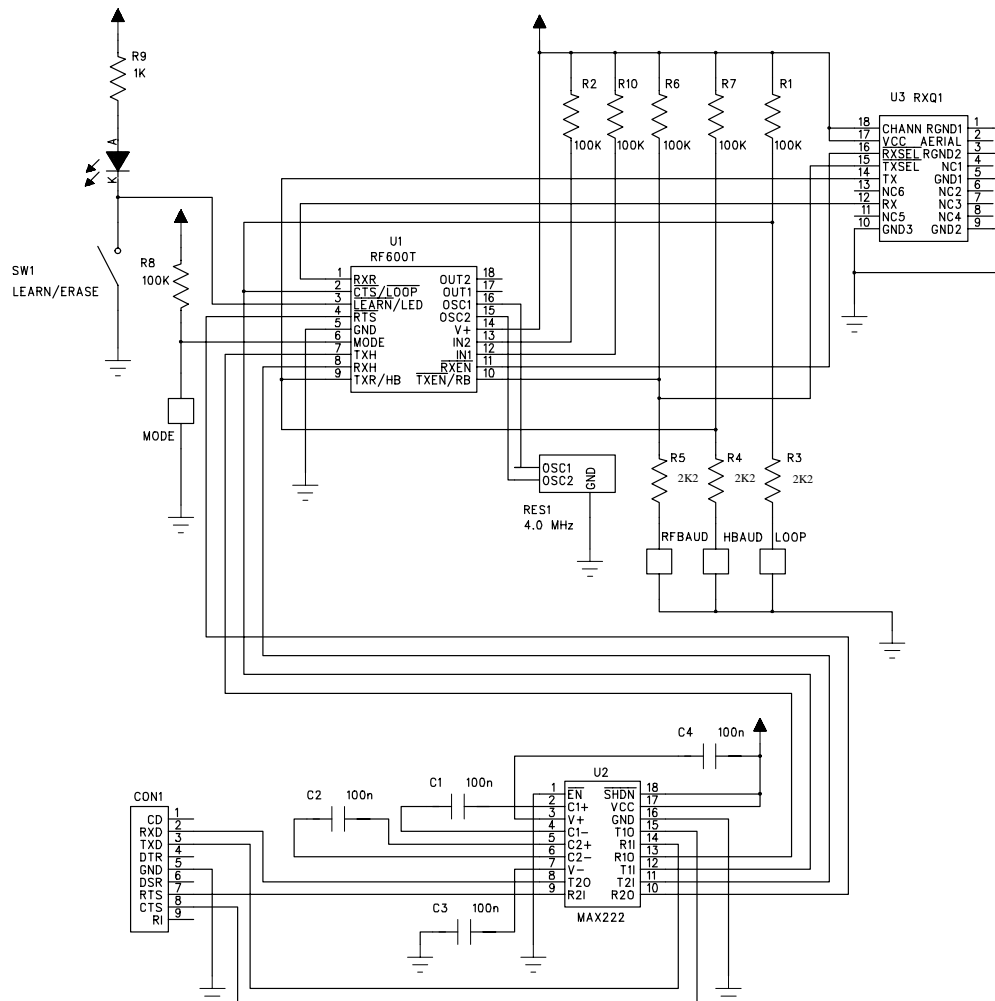 R9
1K
A
K
SW1
LEARN/ERASE
R8
100K
MODE
R2
100K
R10
100K
R6
100K
R7
100K
R1
100K
U3 RXQ1
18 CHANN RGND1 1
17 VCC AERIAL 2
16 RXSEL RGND2 3
15 TXSEL NC1 4
14 TX GND1 5
13 NC6 NC2 6
12 RX NC3 7
11 NC5 NC4 8
10 GND3 GND2 9
U1
RF600T
1 RXR OUT2 18
2 CTS/LOOP OUT1 17
3 LEARN/LED OSC1 16
4 RTS OSC2 15
5 GND V+ 14
6 MODE IN2 13
7 TXH IN1 12
8 RXH RXEN 11
9 TXR/HB TXEN/RB 10
OSC1
OSC2
GND
RES1
4.0 MHz
R5
2K2
R4
2K2
R3
2K2
RFBAUD HBAUD LOOP
C4 100n
C1 100n
C2 100n
C3 100n
U2
1 EN SHDN 18
2 C1+ VCC 17
3 V+ GND 16
4 C1- T1O 15
5 C2+ R1I 14
6 C2- R1O 13
7 V- T1I 12
8 T2O T2I 11
9 R2I R2O 10
MAX222
CON1
CD 1
RXD 2
TXD 3
DTR 4
GND 5
DSR 6
RTS 7
CTS 8
RI 9